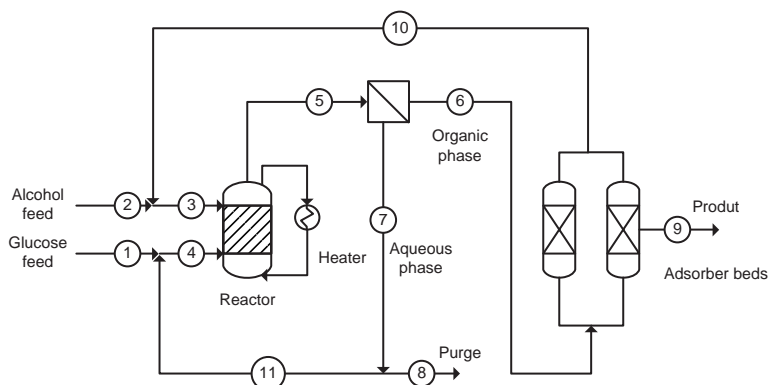 10
5
6
Organic
phase
Alcohol
feed
2
3
7
Produt
9
Glucose
feed
1
4
Heater
Aqueous
phase
Adsorber beds
Reactor
Purge
11
8